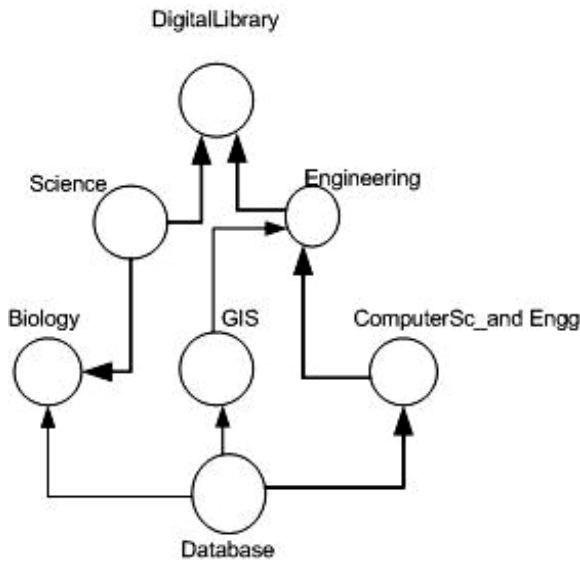 DigitalLibrary
Science
Engineering
Biology
GIS
ComputerSc_and Engg
Database